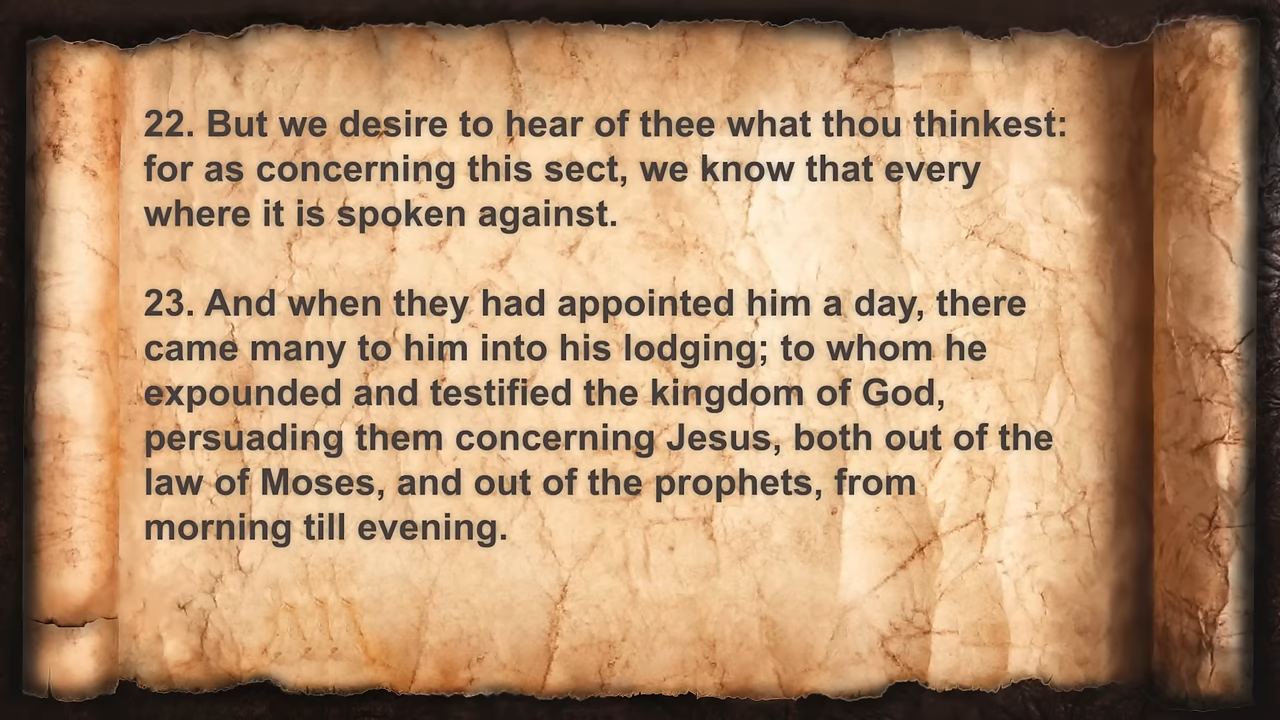 22. But we desire to hear of thee what thou thinkest:
for as concerning this sect, we know that every
where it is spoken against.
23. And when they had appointed him a day, there
came many to him into his lodging; to whom he
expounded and testified the kingdom of God,
persuading them concerning Jesus, both out of the
law of Moses, and out of the prophets, from
morning till evening.